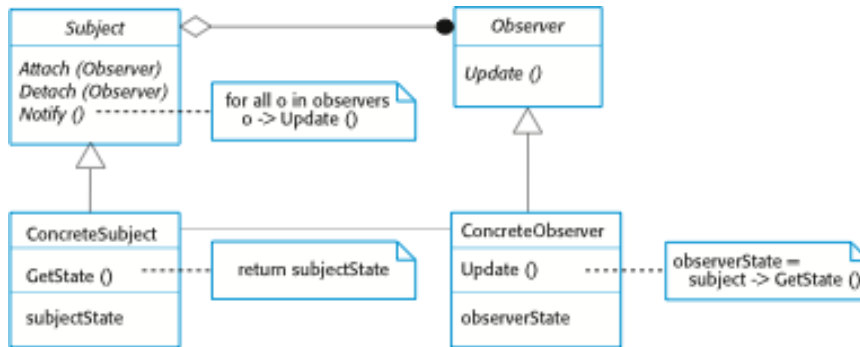 Subject
Attach (Observer)
Detach (Observer)
Notify ()
for all o in observers
o -> Update ()
Observer
Update ()
ConcreteSubject
GetState ()
subjectState
return subjectState
ConcreteObserver
Update ()
observerState
observerState =
subject -> GetState ()